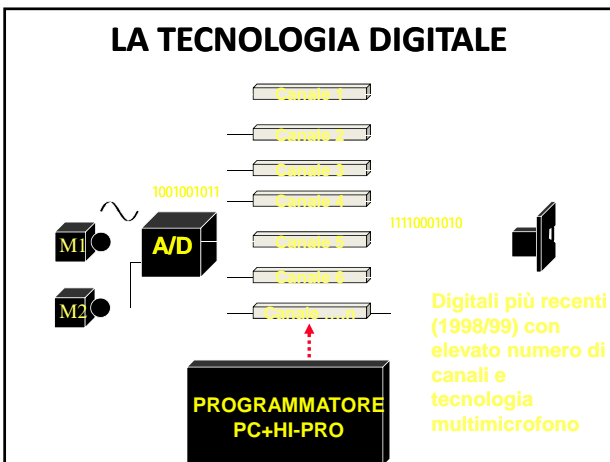 LA TECNOLOGIA DIGITALE
Canale 1
Canale 2
Canale 3
1001001011
Canale 4
11110001010
M1
A/D
Canale 5
Canale 6
M2
Canale .....n
Digitali più recenti
(1998/99) con
elevato numero di
canali e
tecnologia
multimicrofono
PROGRAMMATORE
PC+HI-PRO